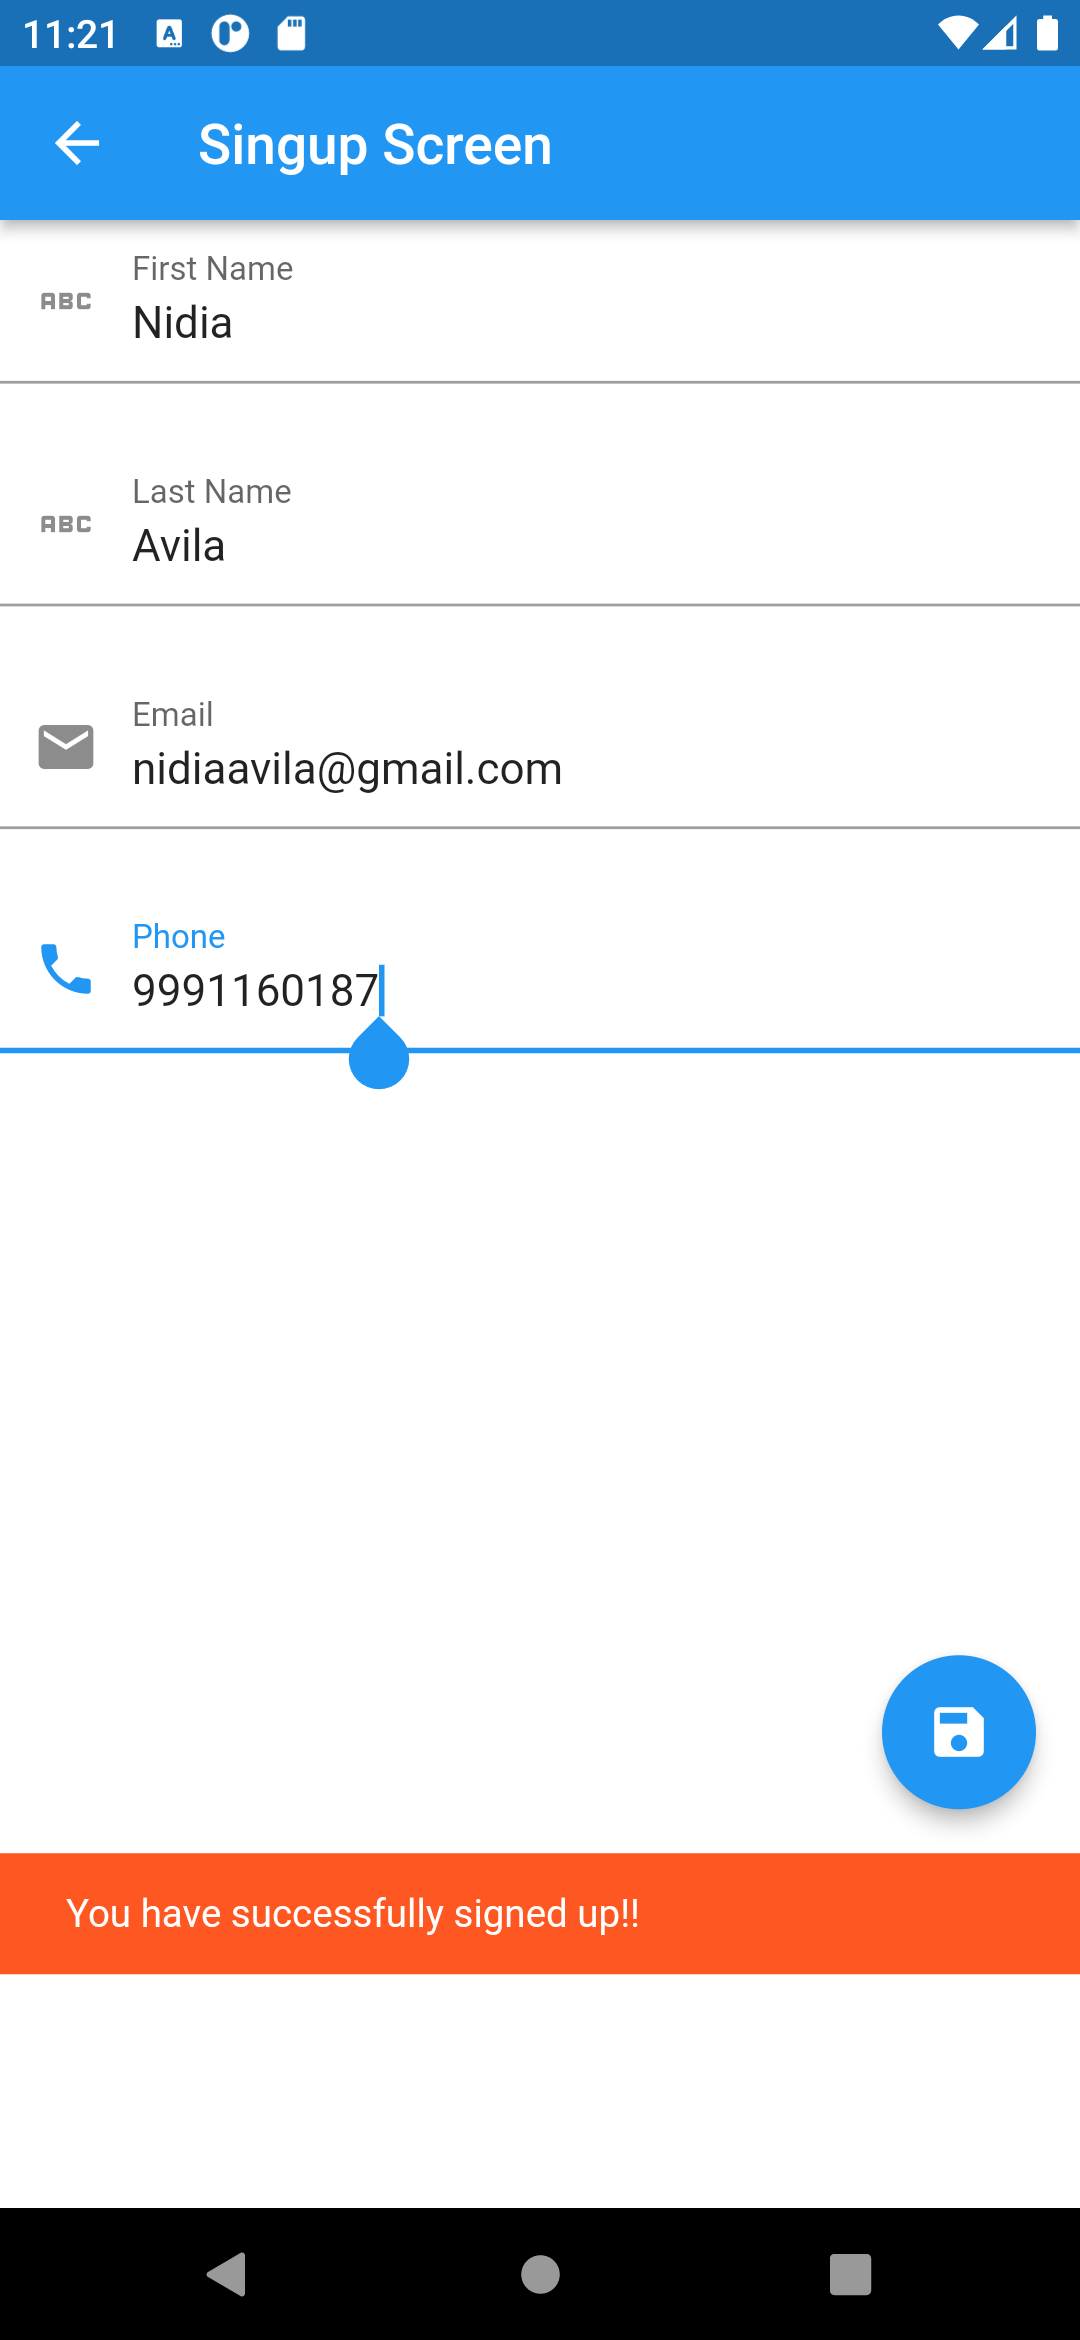 11:21
Singup Screen
First Name
ABC
Nidia
Last Name
ABC
Avila
Email
nidiaavila@gmail.com
Phone
9991160187
You have successfully signed up!!